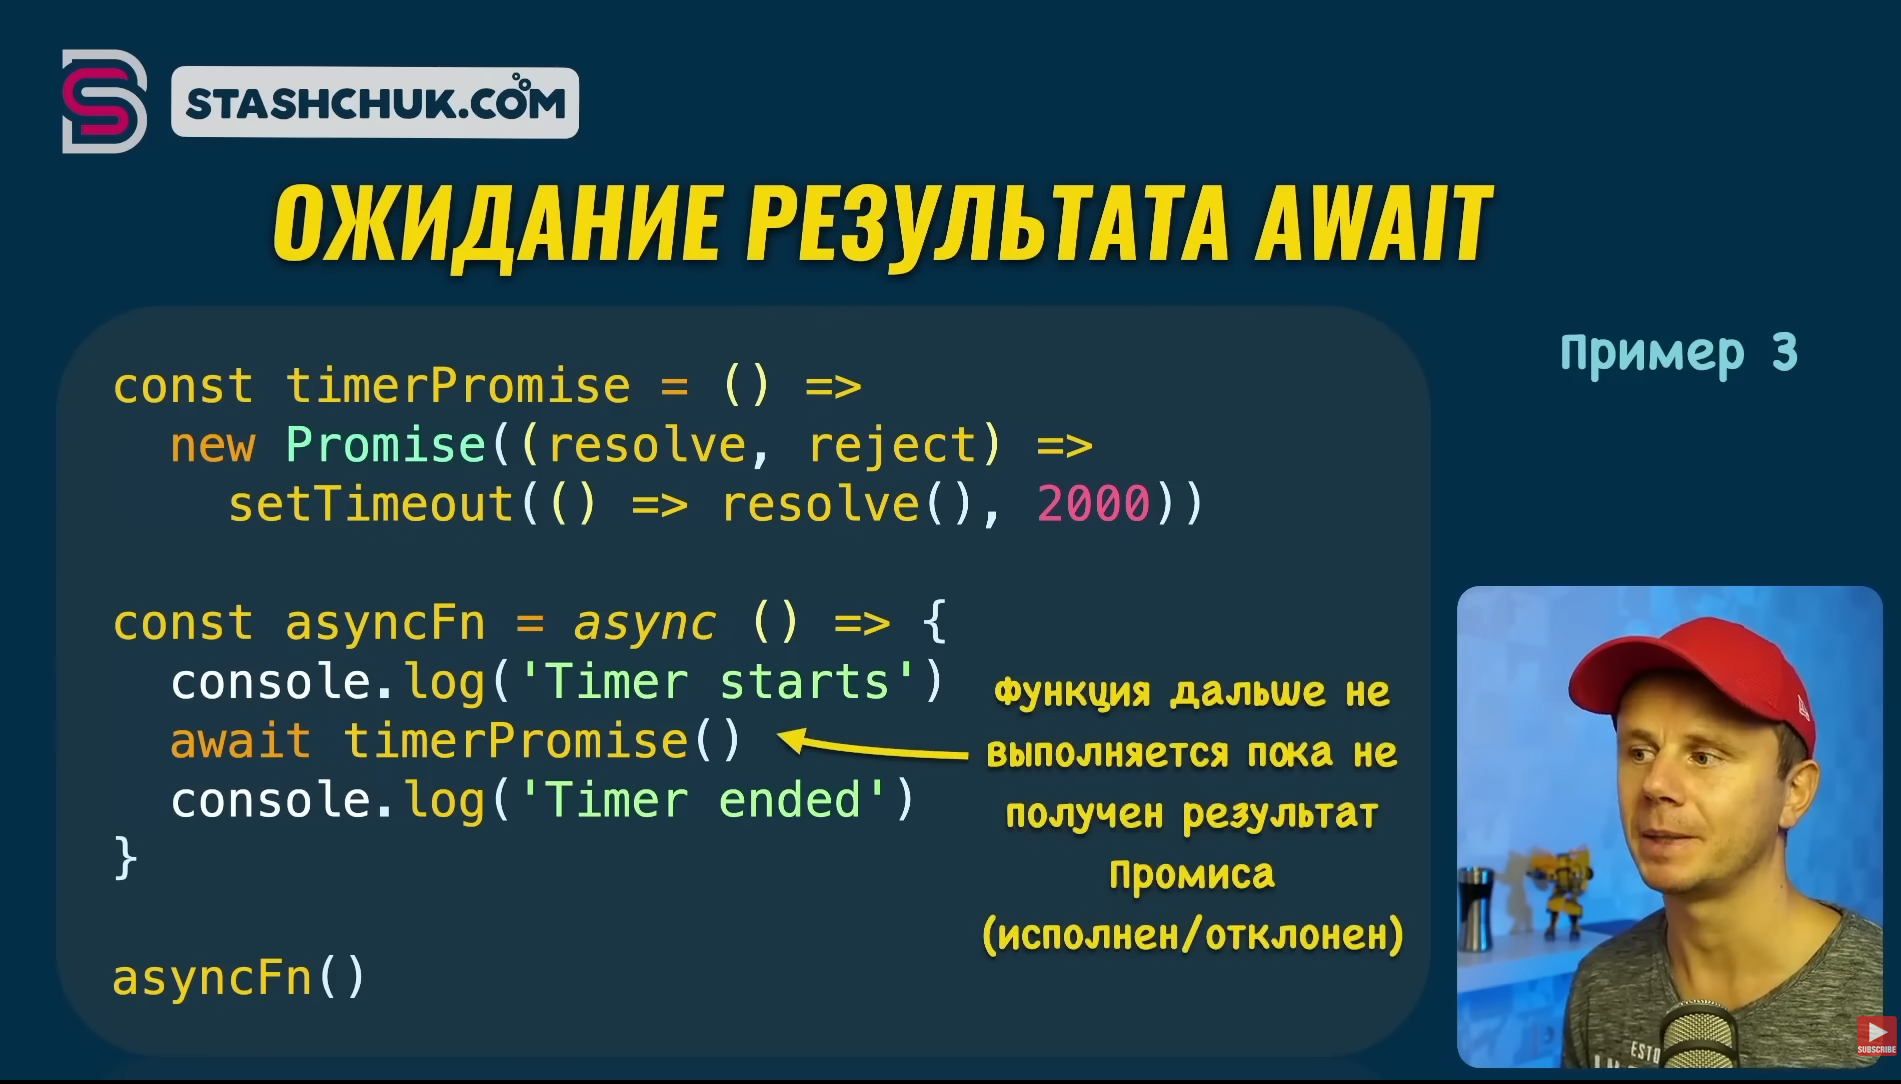 STASHCHUK.COM
ОЖИДАНИЕ РЕЗУЛЬТАТА AWAIT
Пример 3
const timerPromise = () =>
new Promise((resolve, reject) =>
setTimeout(() => resolve(), 2000))
const asyncFn = async () => {
console.log('Timer starts')
await timerPromise()
console.log('Timer ended')
}
asyncFn()
Функция дальше не
выполняется пока не
получен результат
Промиса
(исполнен/отклонен)
SUBSCRIBE